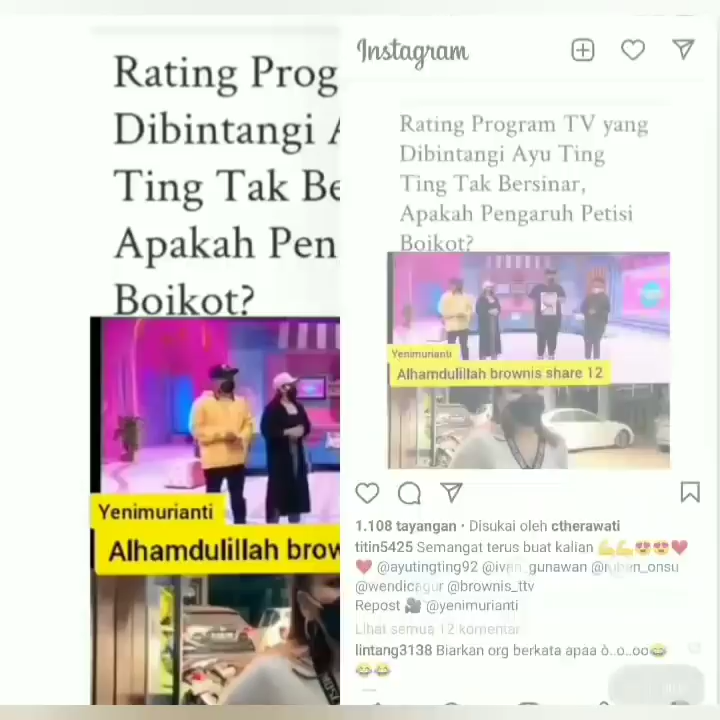 Rating Prog
Dibintangi A
Ting Tak Be
Apakah Pen
Boikot?
Yenimurianti
Alhamdulillah brow
Instagram
Rating Program TV yang
Dibintangi Ayu Ting
Ting Tak Bersinar,
Apakah Pengaruh Petisi
Boikot?
Yenimurianti
Alhamdulillah brownis share 12
1.108 tayangan · Disukai oleh ctherawati
titin5425 Semangat terus buat kalian 💪💪😍😍❤️
❤️ @ayutingting92 @ivan_gunawan @ruben_onsu
@wendicagur @brownis_ttv
Repost 🎥 @yenimurianti
Lihat semua 12 komentar
lintang3138 Biarkan org berkata apaa ò..o..oo😂
😂😂